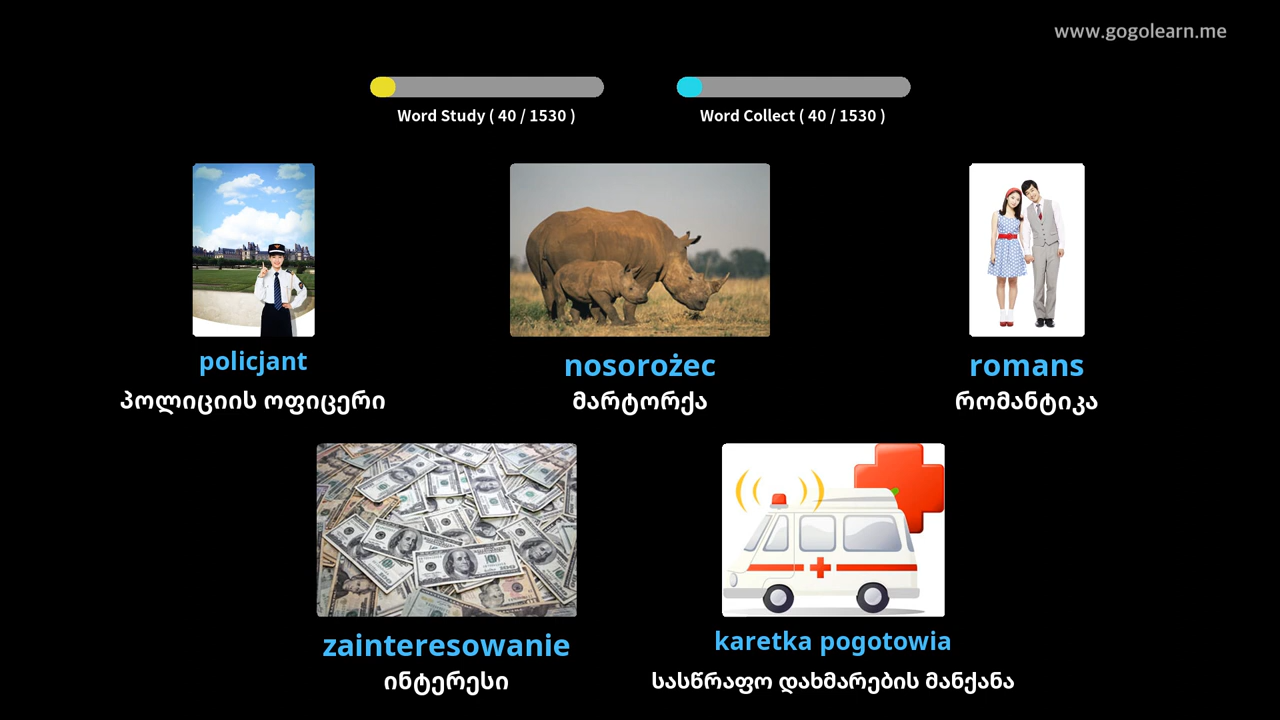 www.gogolearn.me
Word Study ( 40 / 1530 )
Word Collect ( 40 / 1530 )
policjant
პოლიციის ოფიცერი
nosorożec
მარტორქა
romans
რომანტიკა
zainteresowanie
ინტერესი
karetka pogotowia
სასწრაფო დახმარების მანქანა